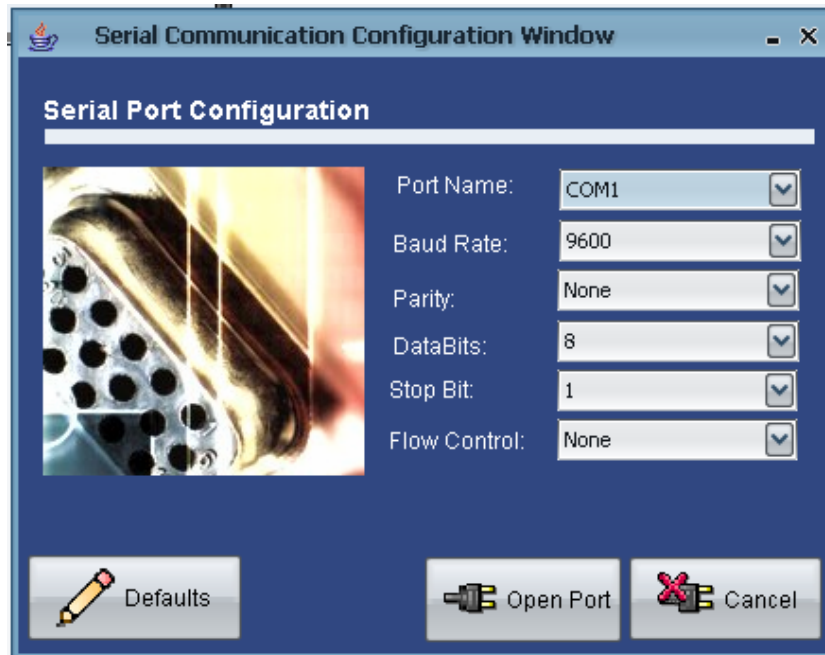 Serial Communication Configuration Window
Serial Port Configuration
Port Name: COM1
Baud Rate: 9600
Parity: None
DataBits: 8
Stop Bit: 1
Flow Control: None
Defaults
Open Port
Cancel